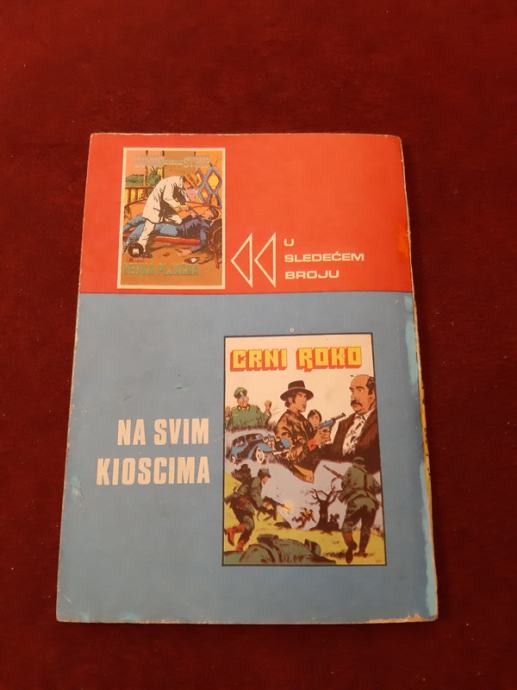 U
SLEDEĆEM
BROJU
CRNI ROKO
NA SVIM
KIOSCIMA